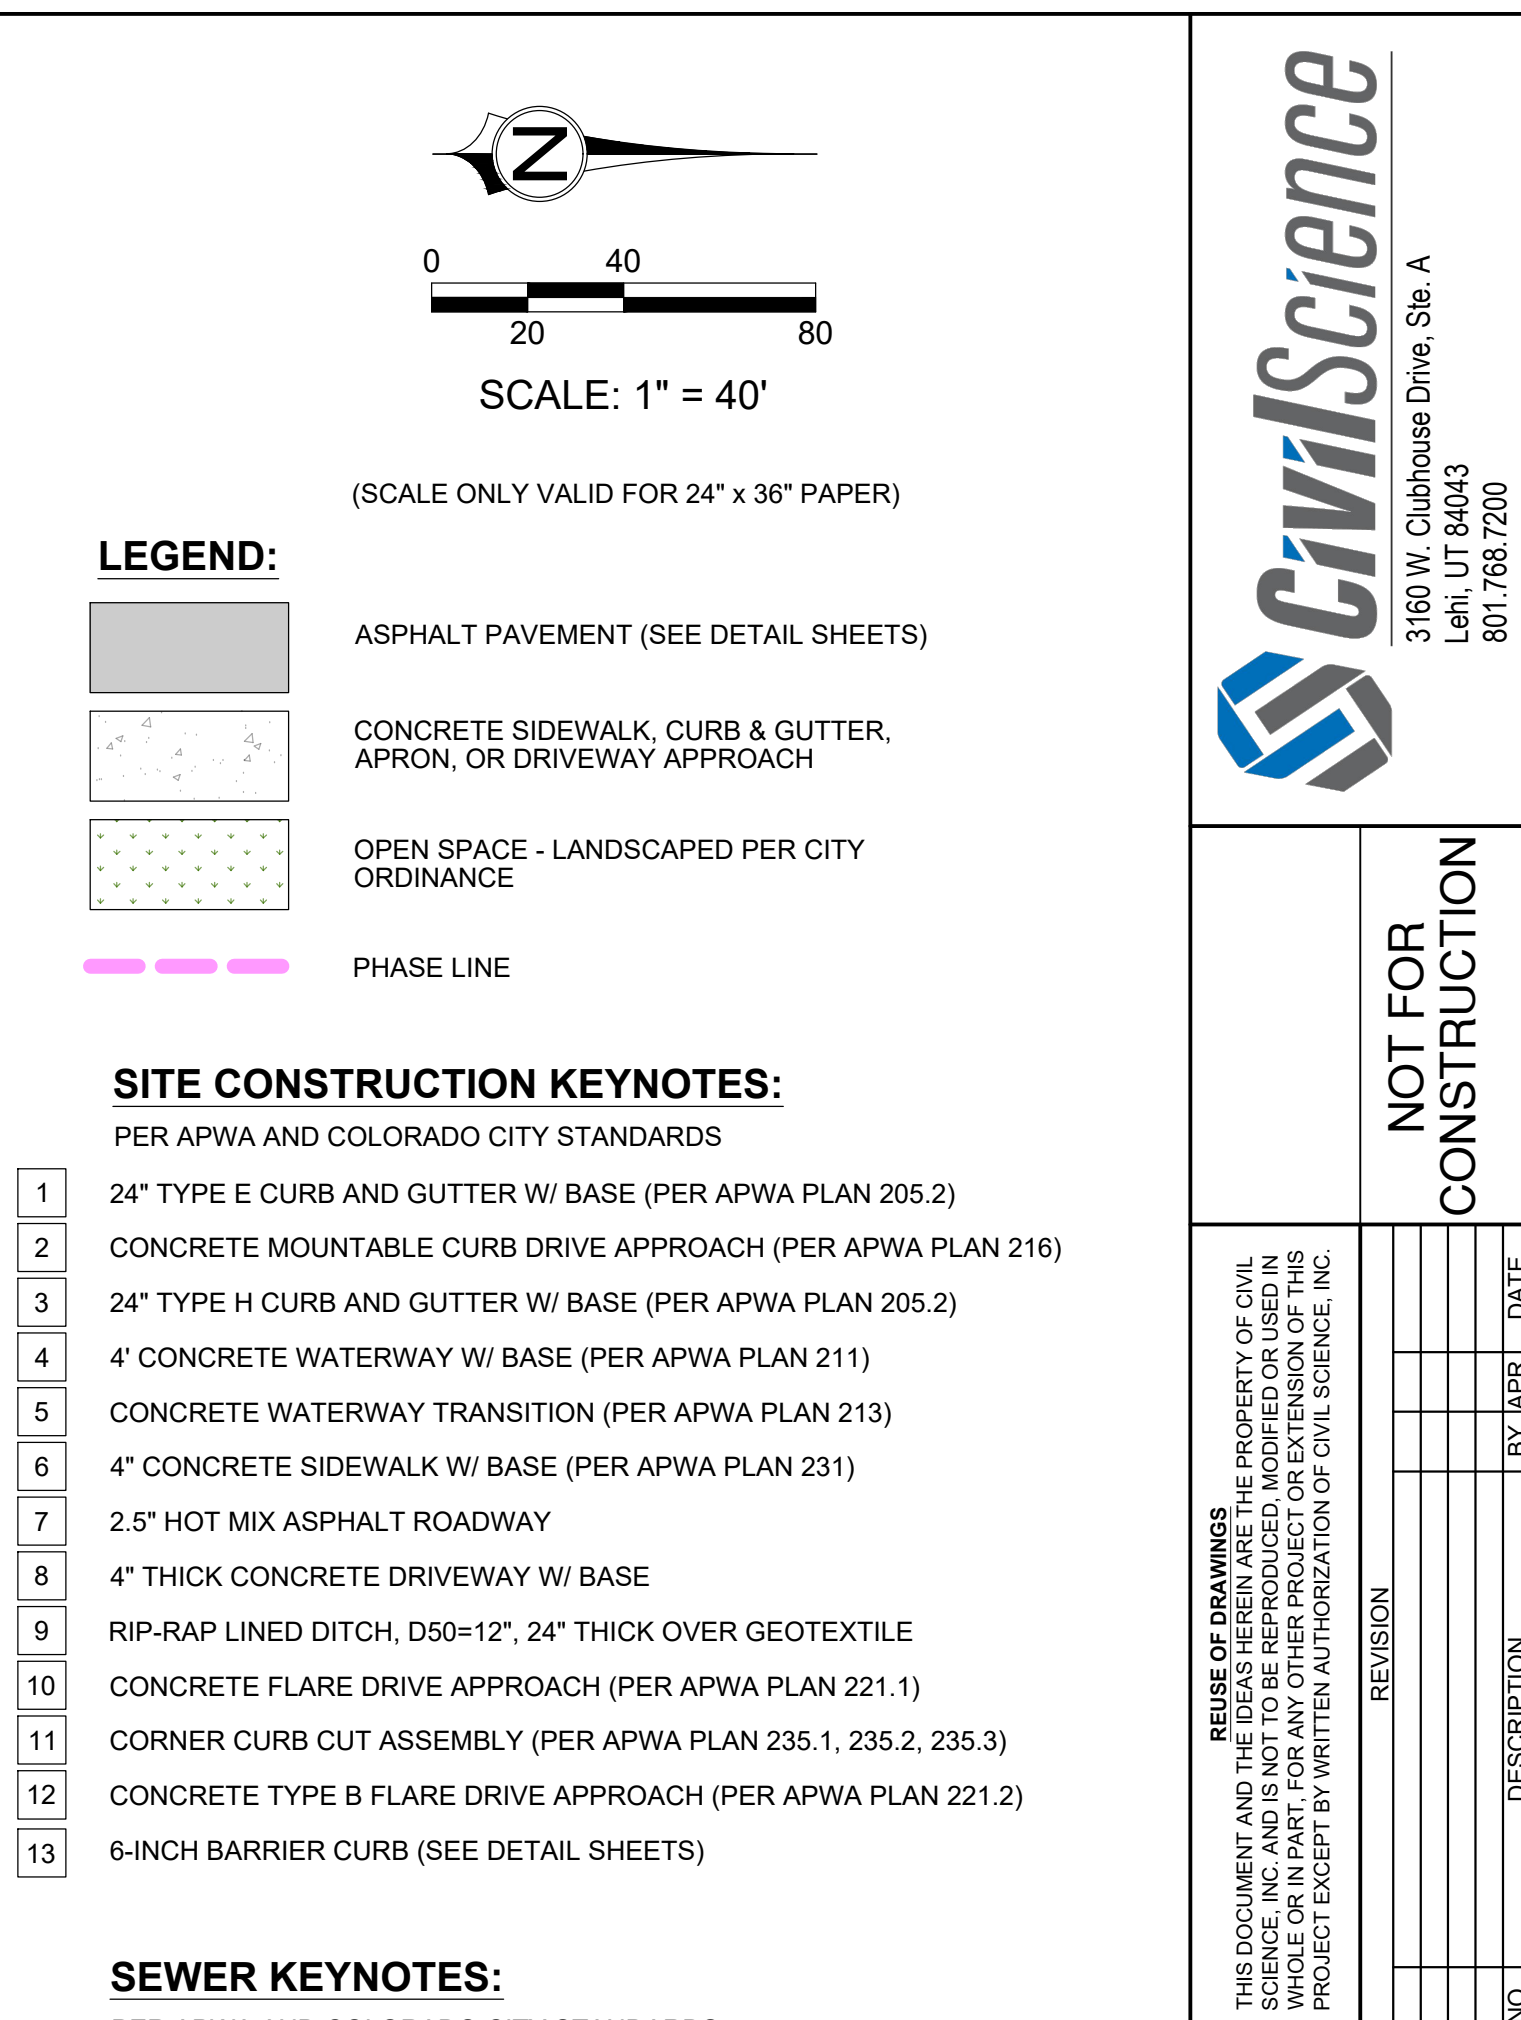 N
0 40
20 80
SCALE: 1" = 40'
(SCALE ONLY VALID FOR 24" x 36" PAPER)
LEGEND:
ASPHALT PAVEMENT (SEE DETAIL SHEETS)
CONCRETE SIDEWALK, CURB & GUTTER,
APRON, OR DRIVEWAY APPROACH
OPEN SPACE - LANDSCAPED PER CITY
ORDINANCE
PHASE LINE
SITE CONSTRUCTION KEYNOTES:
PER APWA AND COLORADO CITY STANDARDS
1 24" TYPE E CURB AND GUTTER W/ BASE (PER APWA PLAN 205.2)
2 CONCRETE MOUNTABLE CURB DRIVE APPROACH (PER APWA PLAN 216)
3 24" TYPE H CURB AND GUTTER W/ BASE (PER APWA PLAN 205.2)
4 4' CONCRETE WATERWAY W/ BASE (PER APWA PLAN 211)
5 CONCRETE WATERWAY TRANSITION (PER APWA PLAN 213)
6 4" CONCRETE SIDEWALK W/ BASE (PER APWA PLAN 231)
7 2.5" HOT MIX ASPHALT ROADWAY
8 4" THICK CONCRETE DRIVEWAY W/ BASE
9 RIP-RAP LINED DITCH, D50=12", 24" THICK OVER GEOTEXTILE
10 CONCRETE FLARE DRIVE APPROACH (PER APWA PLAN 221.1)
11 CORNER CURB CUT ASSEMBLY (PER APWA PLAN 235.1, 235.2, 235.3)
12 CONCRETE TYPE B FLARE DRIVE APPROACH (PER APWA PLAN 221.2)
13 6-INCH BARRIER CURB (SEE DETAIL SHEETS)
SEWER KEYNOTES:
PER APWA AND COLORADO CITY STANDARDS
CivilScience
3160 W. Clubhouse Drive, Ste. A
Lehi, UT 84043
801.768.7200
NOT FOR
CONSTRUCTION
REUSE OF DRAWINGS
THIS DOCUMENT AND THE IDEAS HEREIN ARE THE PROPERTY OF CIVIL
SCIENCE, INC. AND IS NOT TO BE REPRODUCED, MODIFIED OR USED IN
WHOLE OR IN PART, FOR ANY OTHER PROJECT OR EXTENSION OF THIS
PROJECT EXCEPT BY WRITTEN AUTHORIZATION OF CIVIL SCIENCE, INC.
REVISION
NO DESCRIPTION BY APR DATE